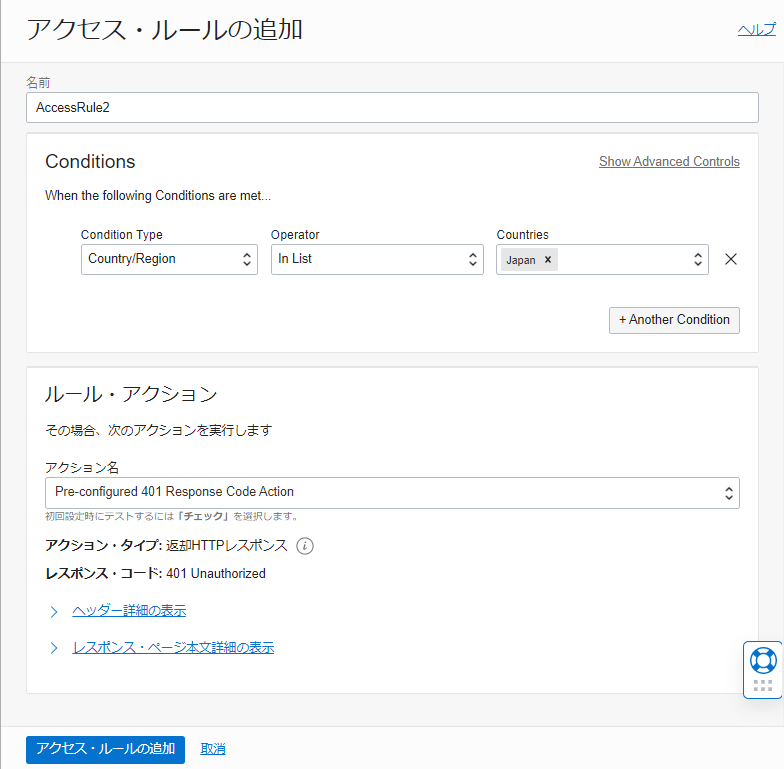 アクセス・ルールの追加
ヘルプ
名前
AccessRule2
Conditions
Show Advanced Controls
When the following Conditions are met...
Condition Type
Operator
Countries
Country/Region
In List
Japan ×
+ Another Condition
ルール・アクション
その場合、次のアクションを実行します
アクション名
Pre-configured 401 Response Code Action
初回設定時にテストするには「チェック」を選択します。
アクション・タイプ: 返却HTTPレスポンス
レスポンス・コード: 401 Unauthorized
ヘッダー詳細の表示
レスポンス・ページ本文詳細の表示
アクセス・ルールの追加
取消